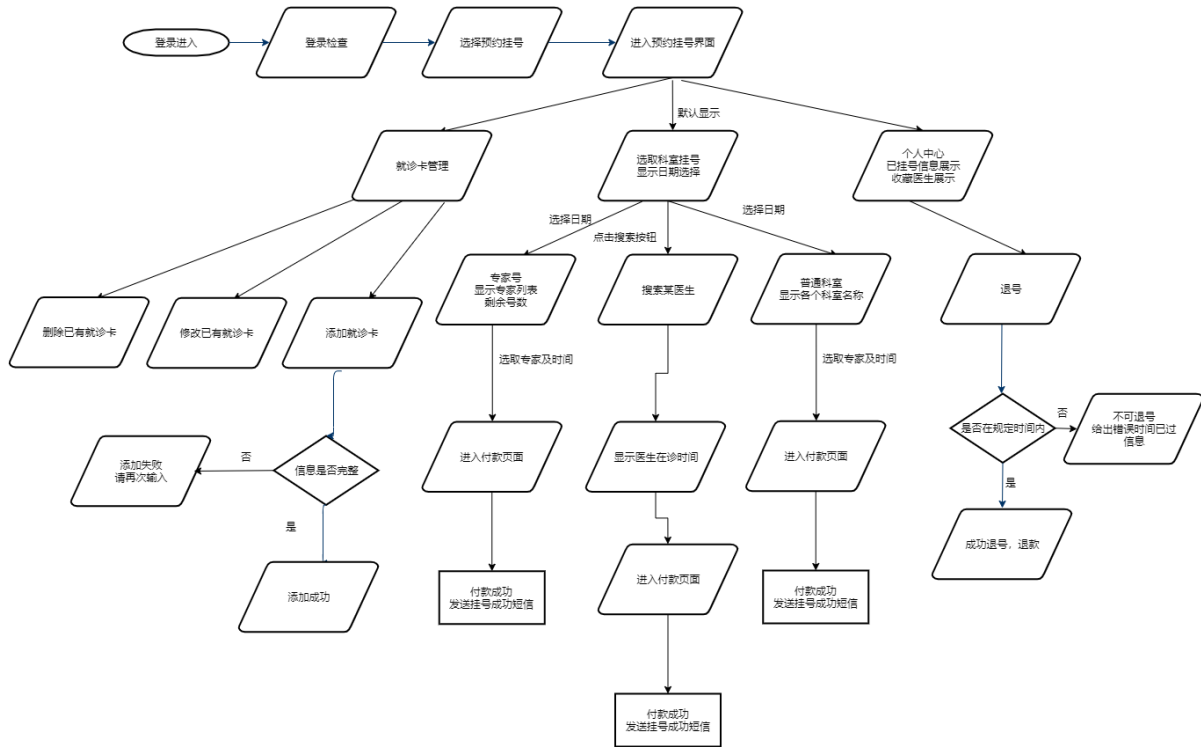 登录进入
登录检查
选择预约挂号
进入预约挂号界面
默认显示
就诊卡管理
选取科室挂号
显示日期选择
个人中心
已挂号信息展示
收藏医生展示
选择日期
点击搜索按钮
选择日期
删除已有就诊卡
修改已有就诊卡
添加就诊卡
专家号
显示专家列表
剩余号数
搜索某医生
普通科室
显示各个科室名称
退号
选取专家及时间
选取专家及时间
添加失败
请再次输入
否
信息是否完整
进入付款页面
显示医生在诊时间
进入付款页面
是否在规定时间内
否
不可退号
给出错误时间已过
信息
是
是
添加成功
付款成功
发送挂号成功短信
进入付款页面
付款成功
发送挂号成功短信
成功退号，退款
付款成功
发送挂号成功短信